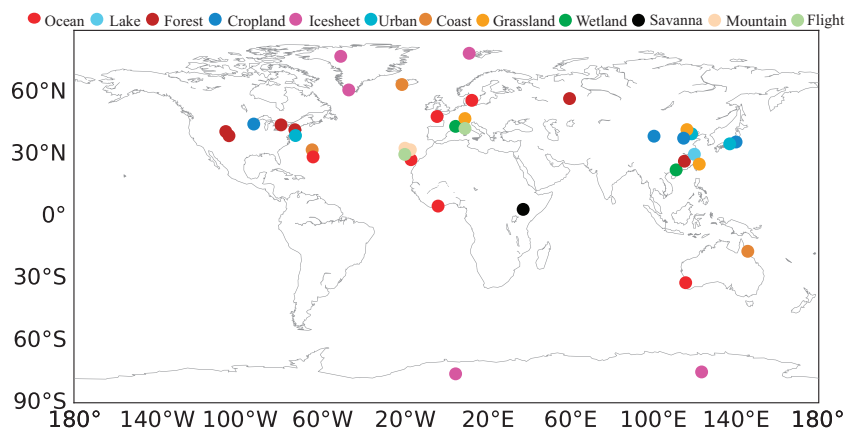 Ocean Lake Forest Cropland Icesheet Urban Coast Grassland Wetland Savanna Mountain Flight
60°N
30°N
0°
30°S
60°S
90°S
180° 140°W 100°W 60°W 20°W 20°E 60°E 100°E 140°E 180°